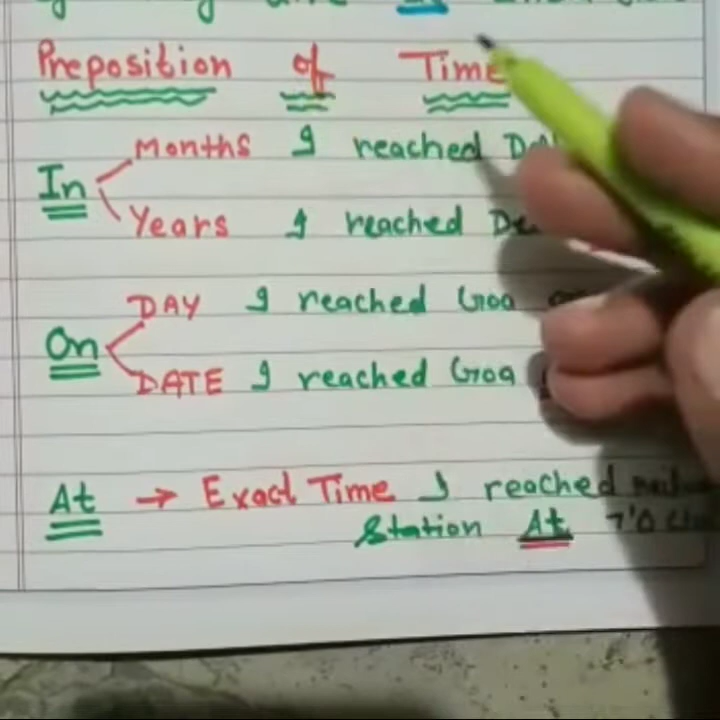 Preposition of Time
In
Months I reached
Years I reached
On
DAY I reached Goa
DATE I reached Goa
At → Exact Time I reached
Station At 7'O